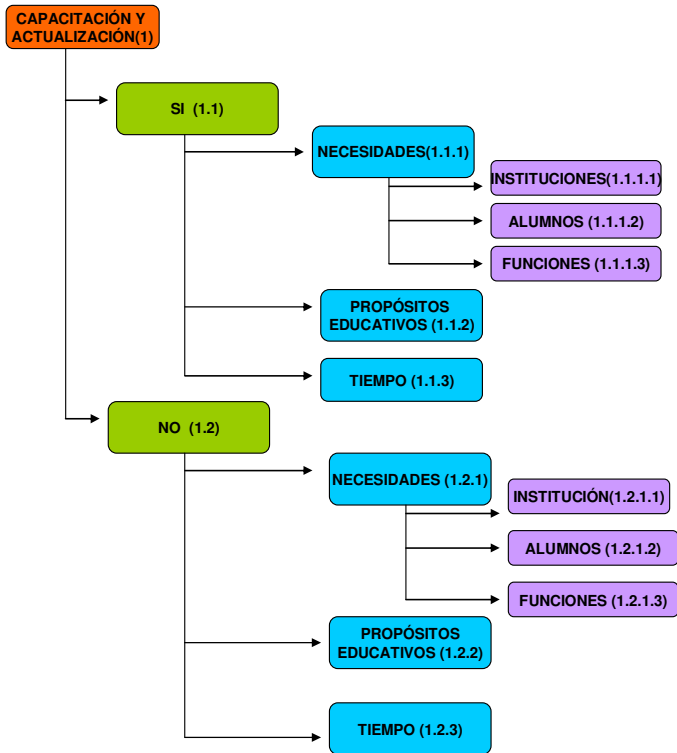 CAPACITACIÓN Y
ACTUALIZACIÓN(1)
SI (1.1)
NECESIDADES(1.1.1)
INSTITUCIONES(1.1.1.1)
ALUMNOS (1.1.1.2)
FUNCIONES (1.1.1.3)
PROPÓSITOS
EDUCATIVOS (1.1.2)
TIEMPO (1.1.3)
NO (1.2)
NECESIDADES (1.2.1)
INSTITUCIÓN(1.2.1.1)
ALUMNOS (1.2.1.2)
FUNCIONES (1.2.1.3)
PROPÓSITOS
EDUCATIVOS (1.2.2)
TIEMPO (1.2.3)